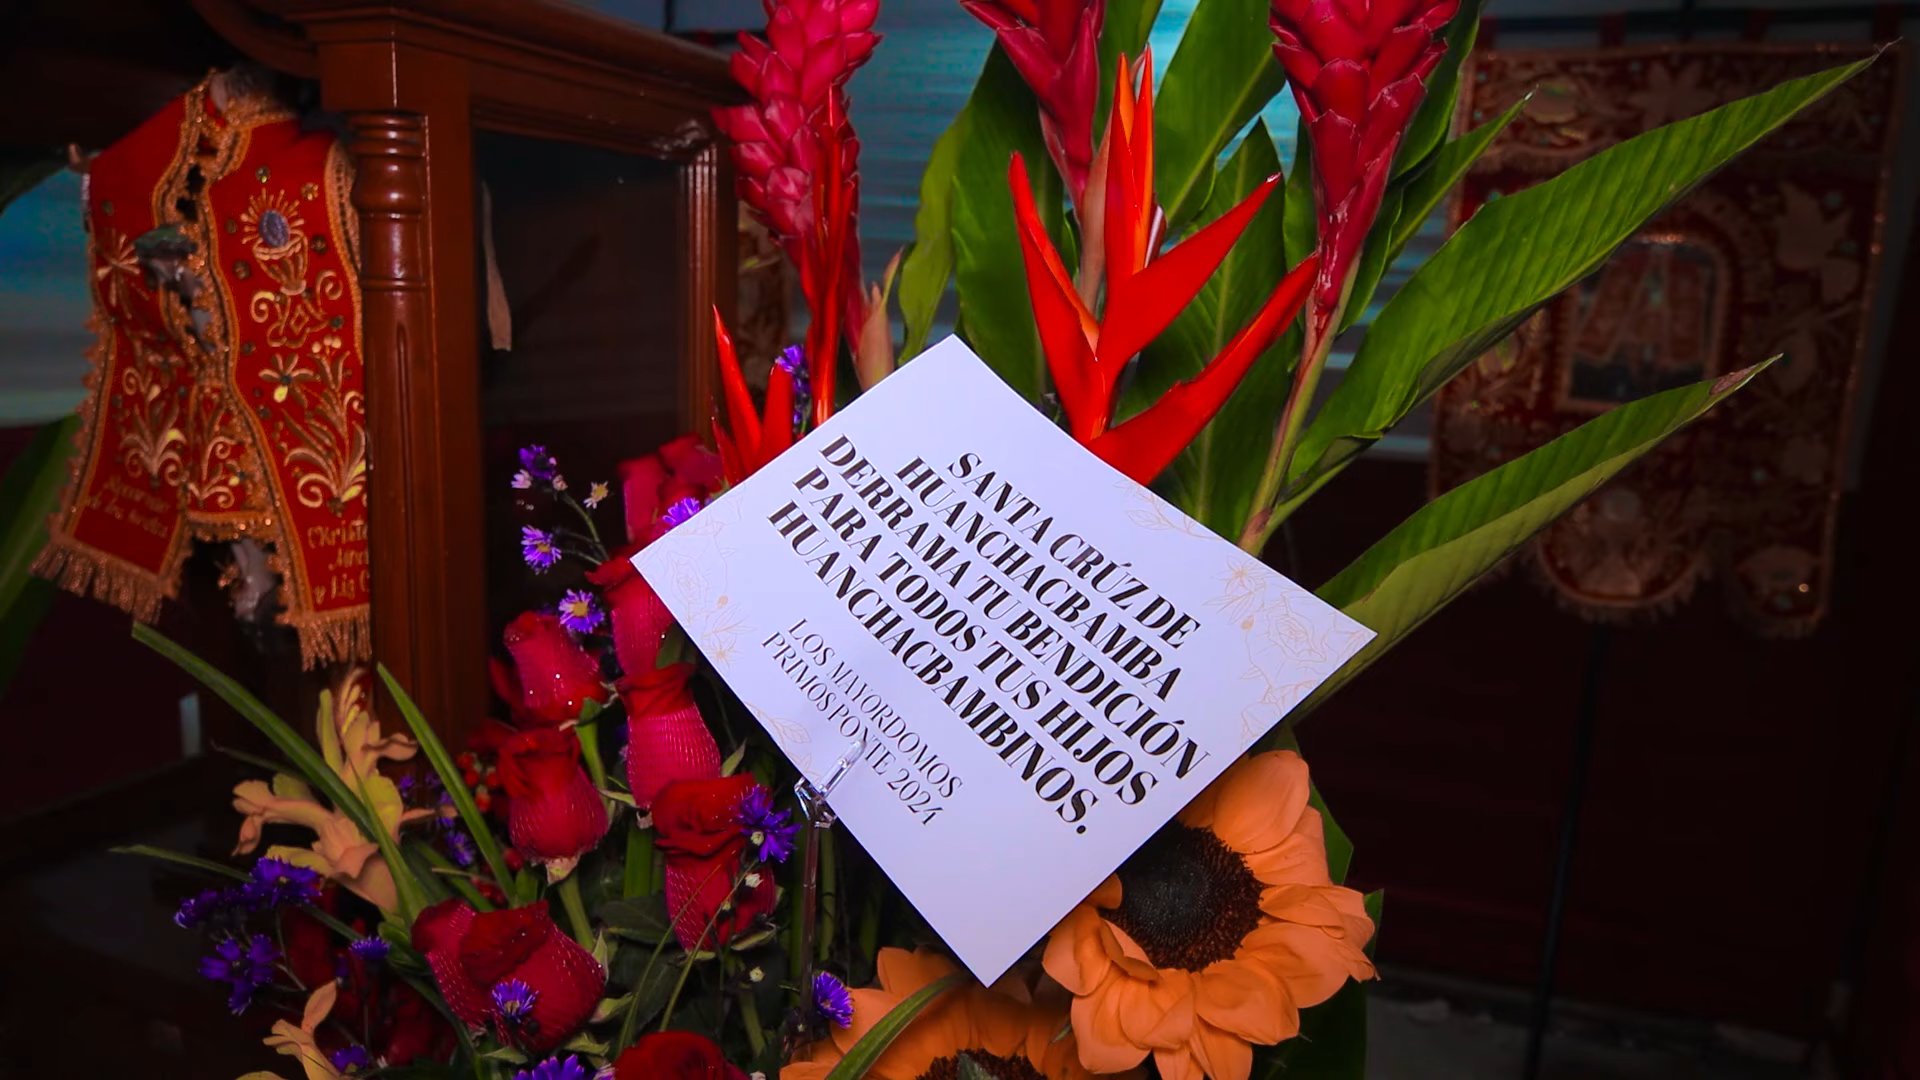 SANTA CRÚZ DE
HUANCHACBAMBA
DERRAMA TU BENDICIÓN
PARA TODOS TUS HIJOS
HUANCHACBAMBINOS.
LOS MAYORDOMOS
PRIMOS PONTE 2024